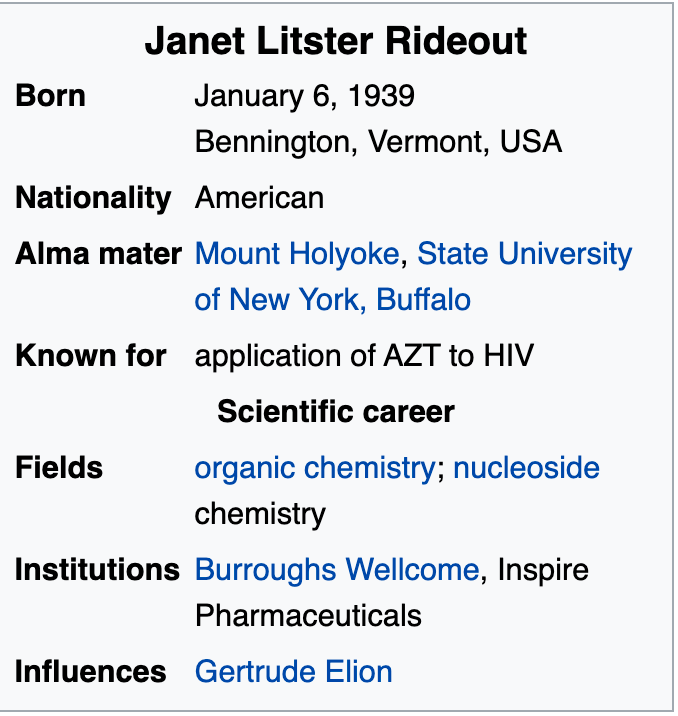 Janet Litster Rideout
Born January 6, 1939
Bennington, Vermont, USA
Nationality American
Alma mater Mount Holyoke, State University
of New York, Buffalo
Known for application of AZT to HIV
Scientific career
Fields organic chemistry; nucleoside
chemistry
Institutions Burroughs Wellcome, Inspire
Pharmaceuticals
Influences Gertrude Elion